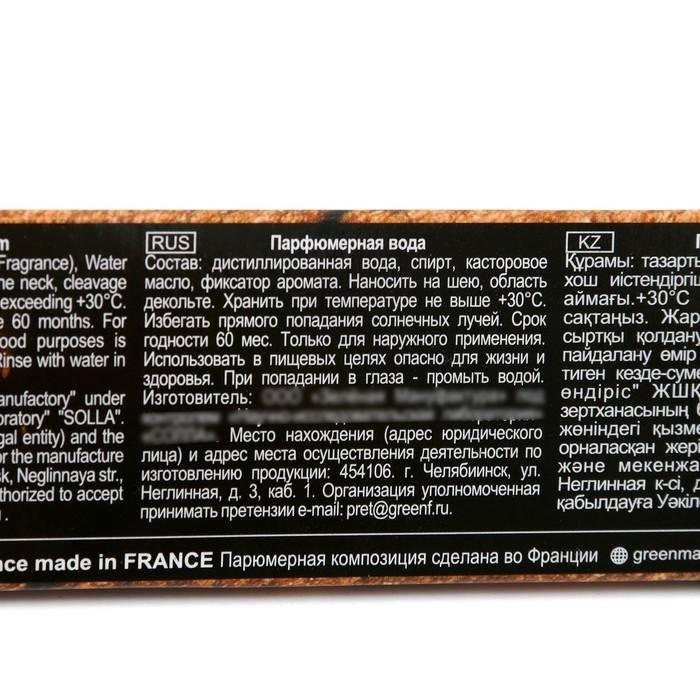 m
Fragrance), Water
he neck, cleavage
exceeding +30°C.
e 60 months. For
ood purposes is
Rinse with water in
anufactory" under
oratory" "SOLLA".
gal entity) and the
or the manufacture
sk, Neglinnaya str.,
thorized to accept
.
RUS Парфюмерная вода
Состав: дистиллированная вода, спирт, касторовое
масло, фиксатор аромата. Наносить на шею, область
декольте. Хранить при температуре не выше +30°С.
Избегать прямого попадания солнечных лучей. Срок
годности 60 мес. Только для наружного применения.
Использовать в пищевых целях опасно для жизни и
здоровья. При попадании в глаза - промыть водой.
Изготовитель:
Место нахождения (адрес юридического
лица) и адрес места осуществления деятельности по
изготовлению продукции: 454106. г. Челябиинск, ул.
Неглинная, д. 3, каб. 1. Организация уполномоченная
принимать претензии e-mail: pret@greenf.ru.
KZ
Құрамы: тазарты
хош иістендіргіш
аймағы.+30°С
сақтаңыз. Жар
сыртқы қолдану
пайдалану өмір
тиген кезде-суме
өндіріс" ЖШҚ
зертханасының (
жөніндегі қызме
орналасқан жері
және мекенжа
Неглинная к-сі, д
қабылдауға Уәкіл
nce made in FRANCE Парюмерная композиция сделана во Франции greenma